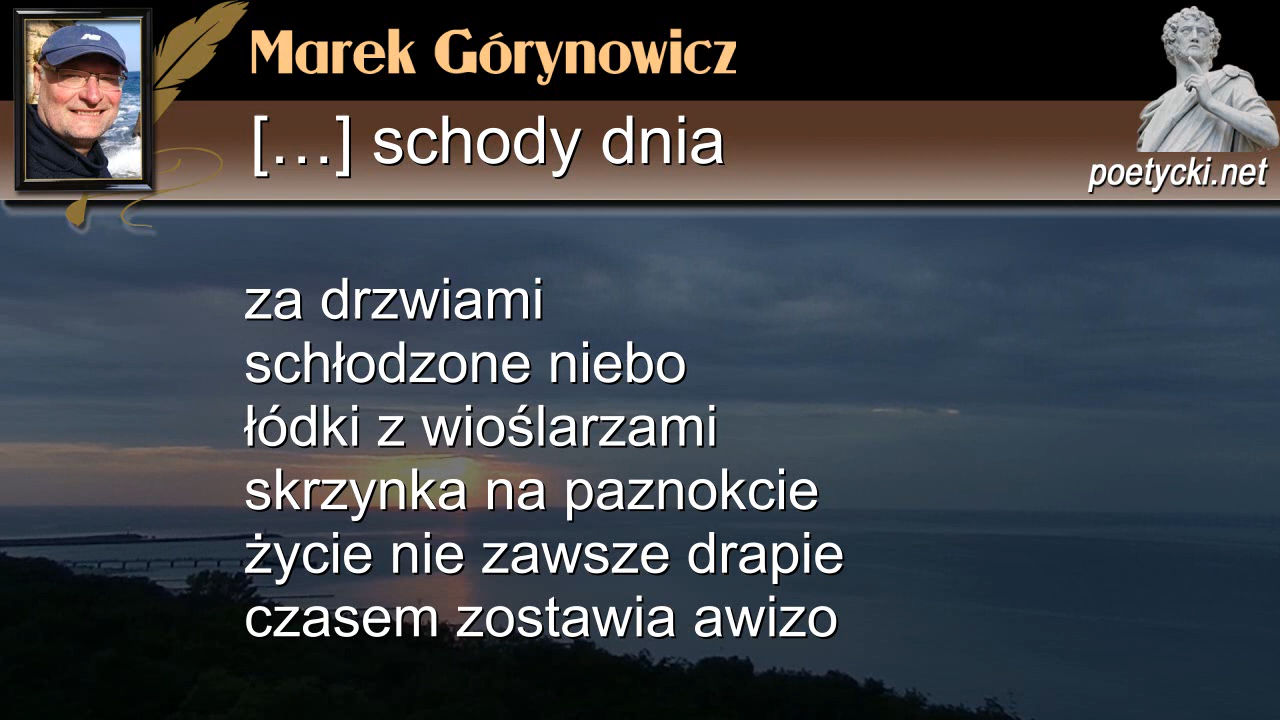 Marek Górynowicz
[…] schody dnia
poetycki.net
za drzwiami
schłodzone niebo
łódki z wioślarzami
skrzynka na paznokcie
życie nie zawsze drapie
czasem zostawia awizo